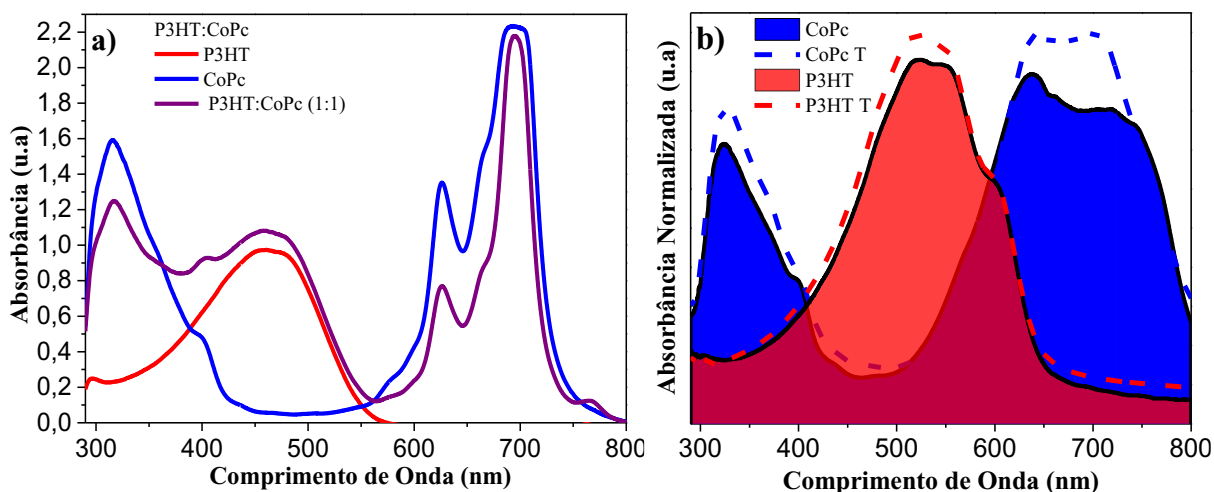 a)
P3HT:CoPc
P3HT
CoPc
P3HT:CoPc (1:1)
2,2
2,0
1,8
1,6
1,4
1,2
1,0
0,8
0,6
0,4
0,2
0,0
Absorbância (u.a)
300 400 500 600 700 800
Comprimento de Onda (nm)
b)
CoPc
CoPc T
P3HT
P3HT T
Absorbância Normalizada (u.a)
300 400 500 600 700 800
Comprimento de Onda (nm)